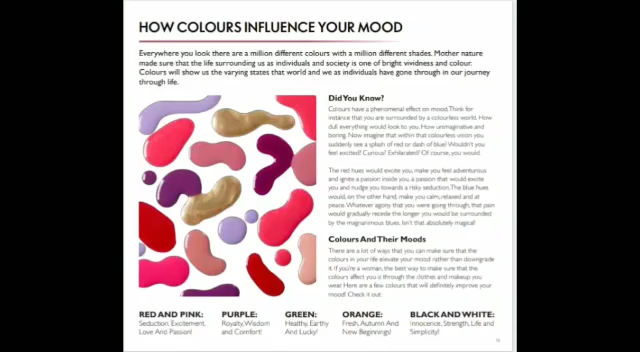 HOW COLOURS INFLUENCE YOUR MOOD
Everywhere you look there are a million different colours with a million different shades. Mother nature
made sure that the life surrounding us as individuals and society is one of bright vividness and colour.
Colours will show us the varying states that world and we as individuals have gone through in our journey
through life.
Did You Know?
Colours have a phenomenal effect on mood. Think for
instance that you are surrounded by a colourless world. How
dull everything would look to you. How unimaginative and
boring. Now imagine that within that colourless vision you
suddenly see a splash of red or dash of blue! Wouldn't you
feel excited? Curious? Exhilarated? Of course, you would.
The red hues would excite you, make you feel adventurous
and ignite a passion inside you, a passion that would excite
you and nudge you towards a risky seduction. The blue hues
would, on the other hand, make you calm, relaxed and at
peace. Whatever agony that you were going through, that pain
would gradually recede the longer you would be surrounded
by the magnanimous blues. Isn't that absolutely magical!
Colours And Their Moods
There are a lot of ways that you can make sure that the
colours in your life elevate your mood rather than downgrade
it. If you're a woman, the best way to make sure that the
colours affect you is through the clothes and makeup you
wear. Here are a few colours that will definitely improve your
mood! Check it out:
RED AND PINK:
Seduction, Excitement,
Love And Passion!
PURPLE:
Royalty, Wisdom
and Comfort!
GREEN:
Healthy, Earthy
And Lucky!
ORANGE:
Fresh, Autumn And
New Beginnings!
BLACK AND WHITE:
Innocence, Strength, Life and
Simplicity!